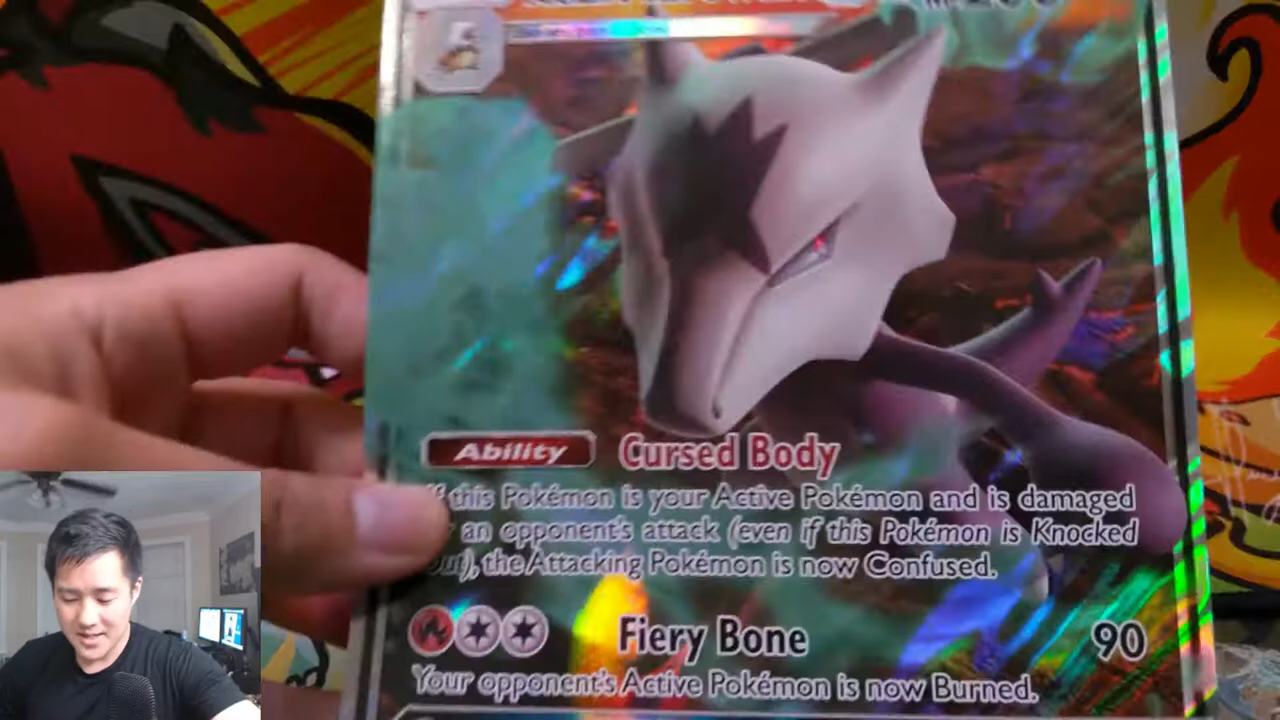 Ability Cursed Body
this Pokémon is your Active Pokémon and is damaged
an opponent's attack (even if this Pokémon is Knocked
the Attacking Pokémon is now Confused.
Fiery Bone 90
Your opponent's Active Pokémon is now Burned.